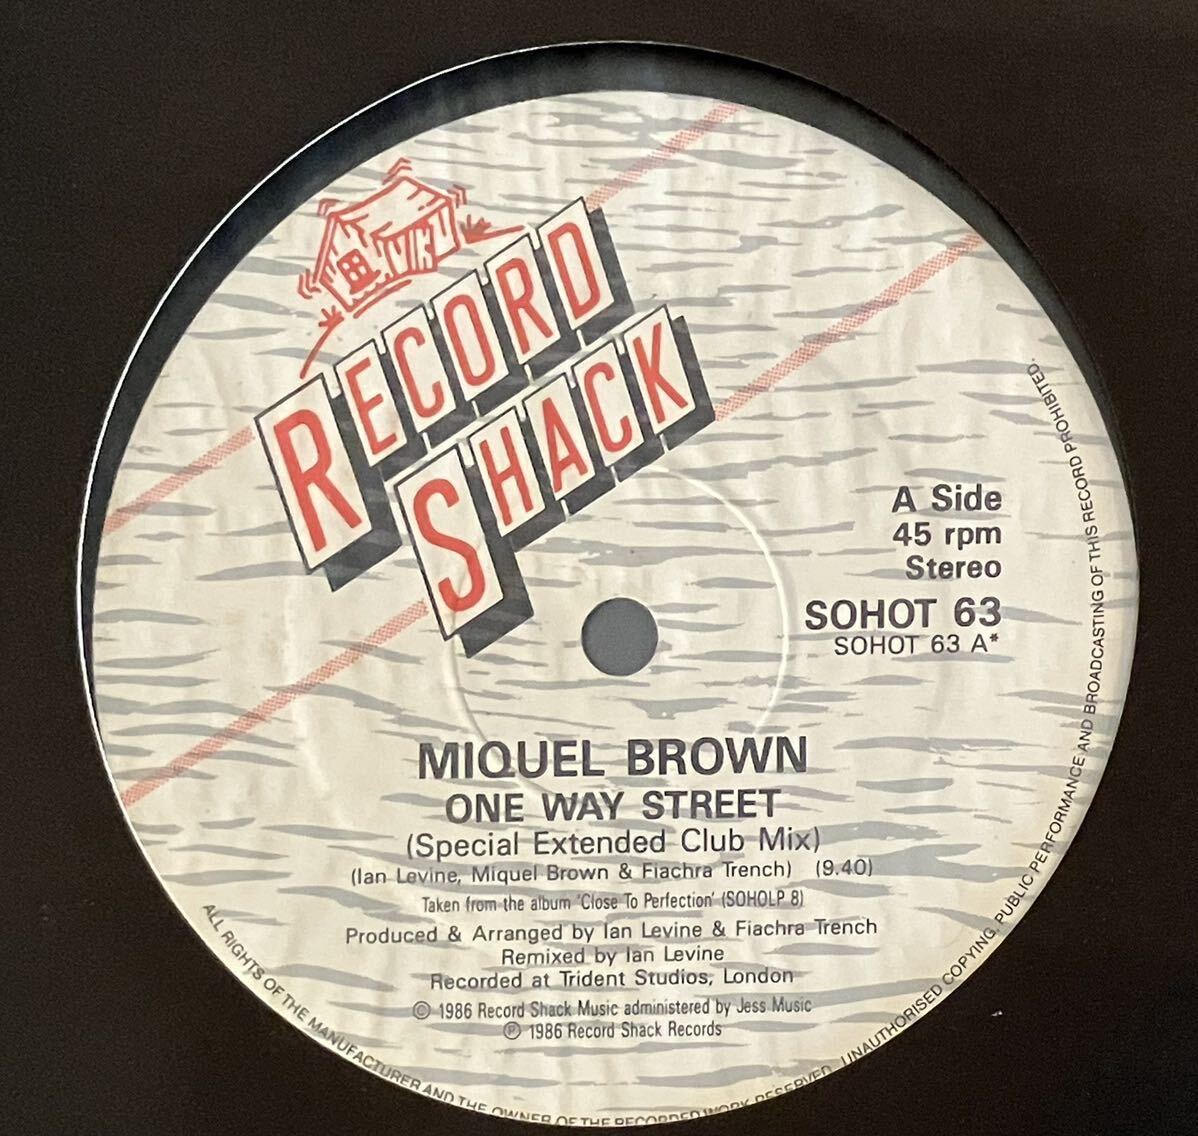 RECORD
SHACK
A Side
45 rpm
Stereo
SOHOT 63
SOHOT 63 A*
MIQUEL BROWN
ONE WAY STREET
(Special Extended Club Mix)
(Ian Levine, Miquel Brown & Fiachra Trench) (9.40)
Taken from the album 'Close To Perfection' (SOHOLP 8)
Produced & Arranged by Ian Levine & Fiachra Trench
Remixed by Ian Levine
Recorded at Trident Studios, London
© 1986 Record Shack Music administered by Jess Music
℗ 1986 Record Shack Records
ALL RIGHTS OF THE MANUFACTURER AND THE OWNER OF THE RECORDED WORK RESERVED. UNAUTHORISED COPYING, PUBLIC PERFORMANCE AND BROADCASTING OF THIS RECORD PROHIBITED.